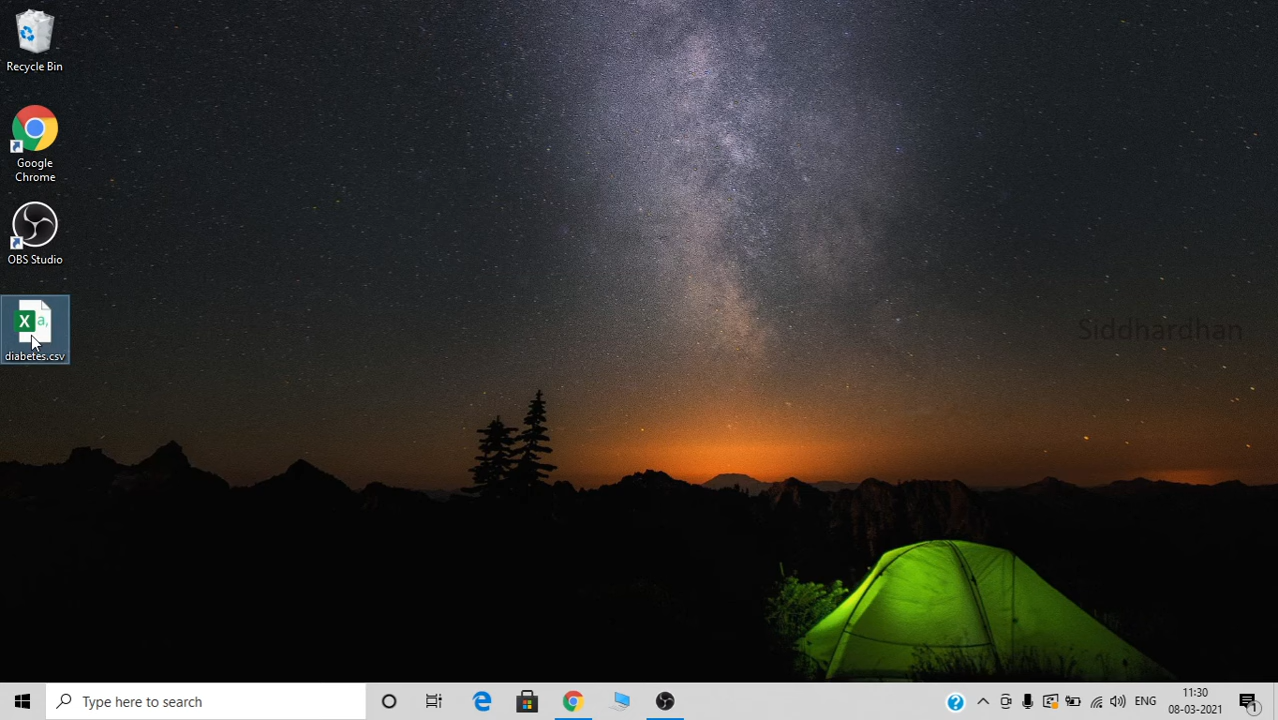 Recycle Bin
Google
Chrome
OBS Studio
X a,
diabetes.csv
Siddhardhan
Type here to search
ENG
11:30
08-03-2021
1